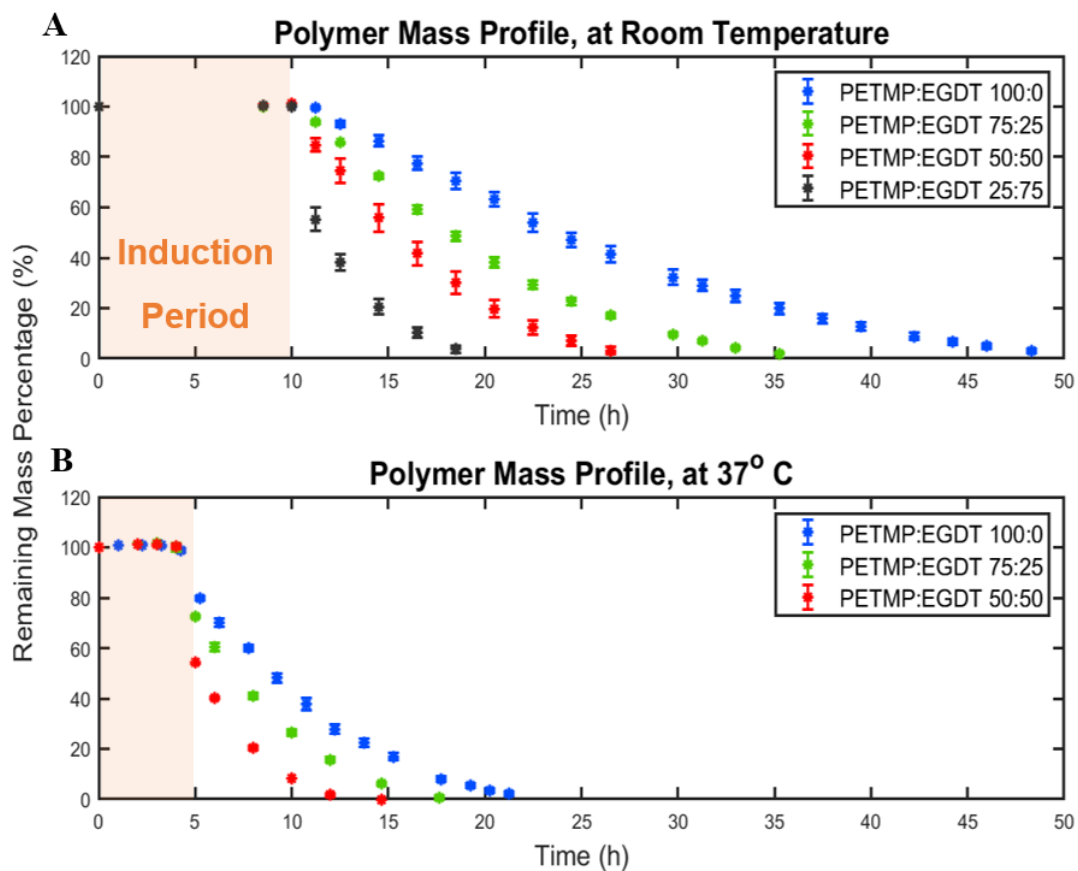 A
Polymer Mass Profile, at Room Temperature
120
100
80
60
40
20
0
PETMP:EGDT 100:0
PETMP:EGDT 75:25
PETMP:EGDT 50:50
PETMP:EGDT 25:75
Induction
Period
0 5 10 15 20 25 30 35 40 45 50
Time (h)
Remaining Mass Percentage (%)
B
Polymer Mass Profile, at 37° C
120
100
80
60
40
20
0
PETMP:EGDT 100:0
PETMP:EGDT 75:25
PETMP:EGDT 50:50
0 5 10 15 20 25 30 35 40 45 50
Time (h)